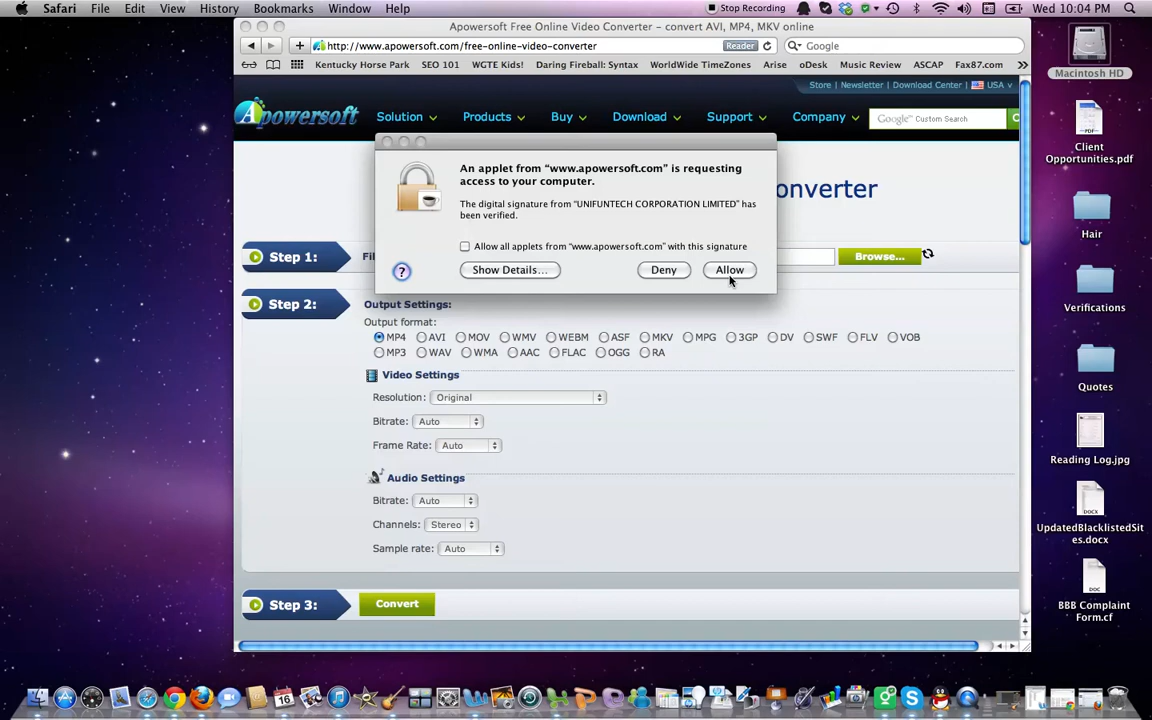 Safari File Edit View History Bookmarks Window Help Stop Recording Wed 10:04 PM
Apowersoft Free Online Video Converter – convert AVI, MP4, MKV online
http://www.apowersoft.com/free-online-video-converter Reader Google
Kentucky Horse Park SEO 101 WGTE Kids! Daring Fireball: Syntax WorldWide TimeZones Arise oDesk Music Review ASCAP Fax87.com
Store | Newsletter | Download Center | USA
Apowersoft Solution Products Buy Download Support Company Google™ Custom Search
An applet from “www.apowersoft.com” is requesting
access to your computer.
The digital signature from “UNIFUNTECH CORPORATION LIMITED” has
been verified.
Allow all applets from “www.apowersoft.com” with this signature
? Show Details... Deny Allow
onverter
Step 1: Fil Browse...
Step 2: Output Settings:
Output format:
MP4 AVI MOV WMV WEBM ASF MKV MPG 3GP DV SWF FLV VOB
MP3 WAV WMA AAC FLAC OGG RA
Video Settings
Resolution: Original
Bitrate: Auto
Frame Rate: Auto
Audio Settings
Bitrate: Auto
Channels: Stereo
Sample rate: Auto
Step 3: Convert
Macintosh HD
Client
Opportunities.pdf
Hair
Verifications
Quotes
Reading Log.jpg
UpdatedBlacklistedSit
es.docx
BBB Complaint
Form.cf